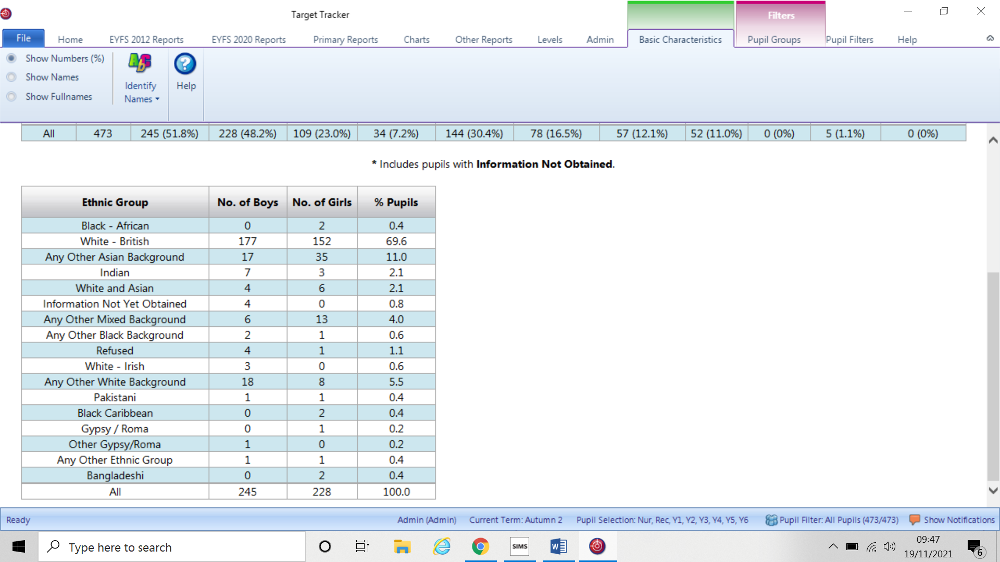 Target Tracker
Filters
File Home EYFS 2012 Reports EYFS 2020 Reports Primary Reports Charts Other Reports Levels Admin Basic Characteristics Pupil Groups Pupil Filters Help
Show Numbers (%)
Show Names
Show Fullnames
Identify
Names
Help
All 473 245 (51.8%) 228 (48.2%) 109 (23.0%) 34 (7.2%) 144 (30.4%) 78 (16.5%) 57 (12.1%) 52 (11.0%) 0 (0%) 5 (1.1%) 0 (0%)
* Includes pupils with Information Not Obtained.
Ethnic Group No. of Boys No. of Girls % Pupils
Black - African 0 2 0.4
White - British 177 152 69.6
Any Other Asian Background 17 35 11.0
Indian 7 3 2.1
White and Asian 4 6 2.1
Information Not Yet Obtained 4 0 0.8
Any Other Mixed Background 6 13 4.0
Any Other Black Background 2 1 0.6
Refused 4 1 1.1
White - Irish 3 0 0.6
Any Other White Background 18 8 5.5
Pakistani 1 1 0.4
Black Caribbean 0 2 0.4
Gypsy / Roma 0 1 0.2
Other Gypsy/Roma 1 0 0.2
Any Other Ethnic Group 1 1 0.4
Bangladeshi 0 2 0.4
All 245 228 100.0
Ready Admin (Admin) Current Term: Autumn 2 Pupil Selection: Nur, Rec, Y1, Y2, Y3, Y4, Y5, Y6 Pupil Filter: All Pupils (473/473) Show Notifications
Type here to search
SIMS
W
09:47
19/11/2021
6